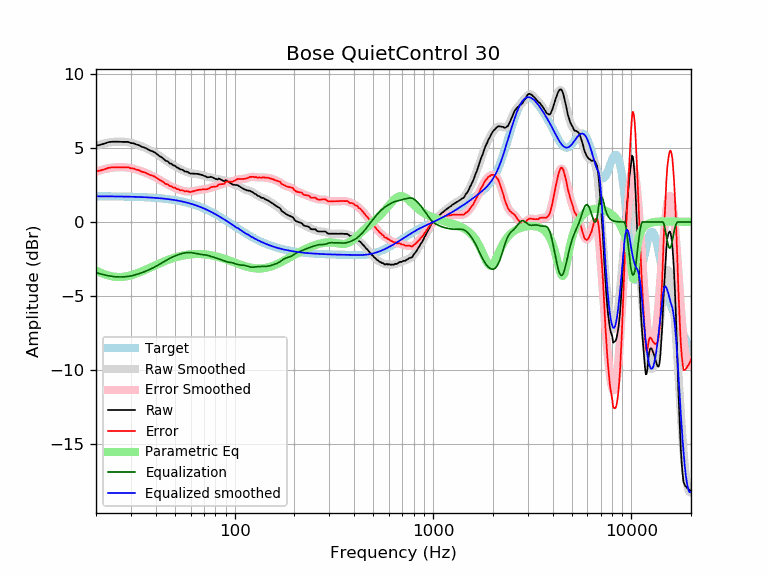 Bose QuietControl 30
Amplitude (dBr)
10
5
0
−5
−10
−15
Target
Raw Smoothed
Error Smoothed
Raw
Error
Parametric Eq
Equalization
Equalized smoothed
100
1000
10000
Frequency (Hz)